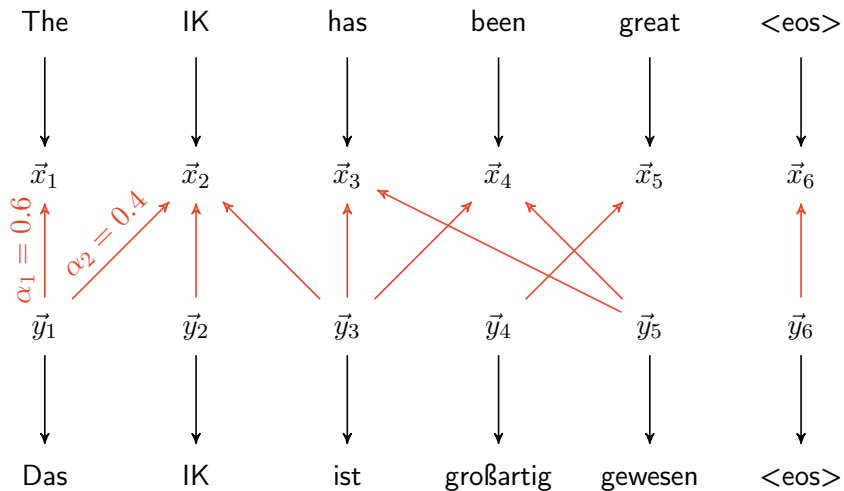 The IK has been great <eos>
x⃗1 x⃗2 x⃗3 x⃗4 x⃗5 x⃗6
α1 = 0.6 α2 = 0.4
y⃗1 y⃗2 y⃗3 y⃗4 y⃗5 y⃗6
Das IK ist großartig gewesen <eos>